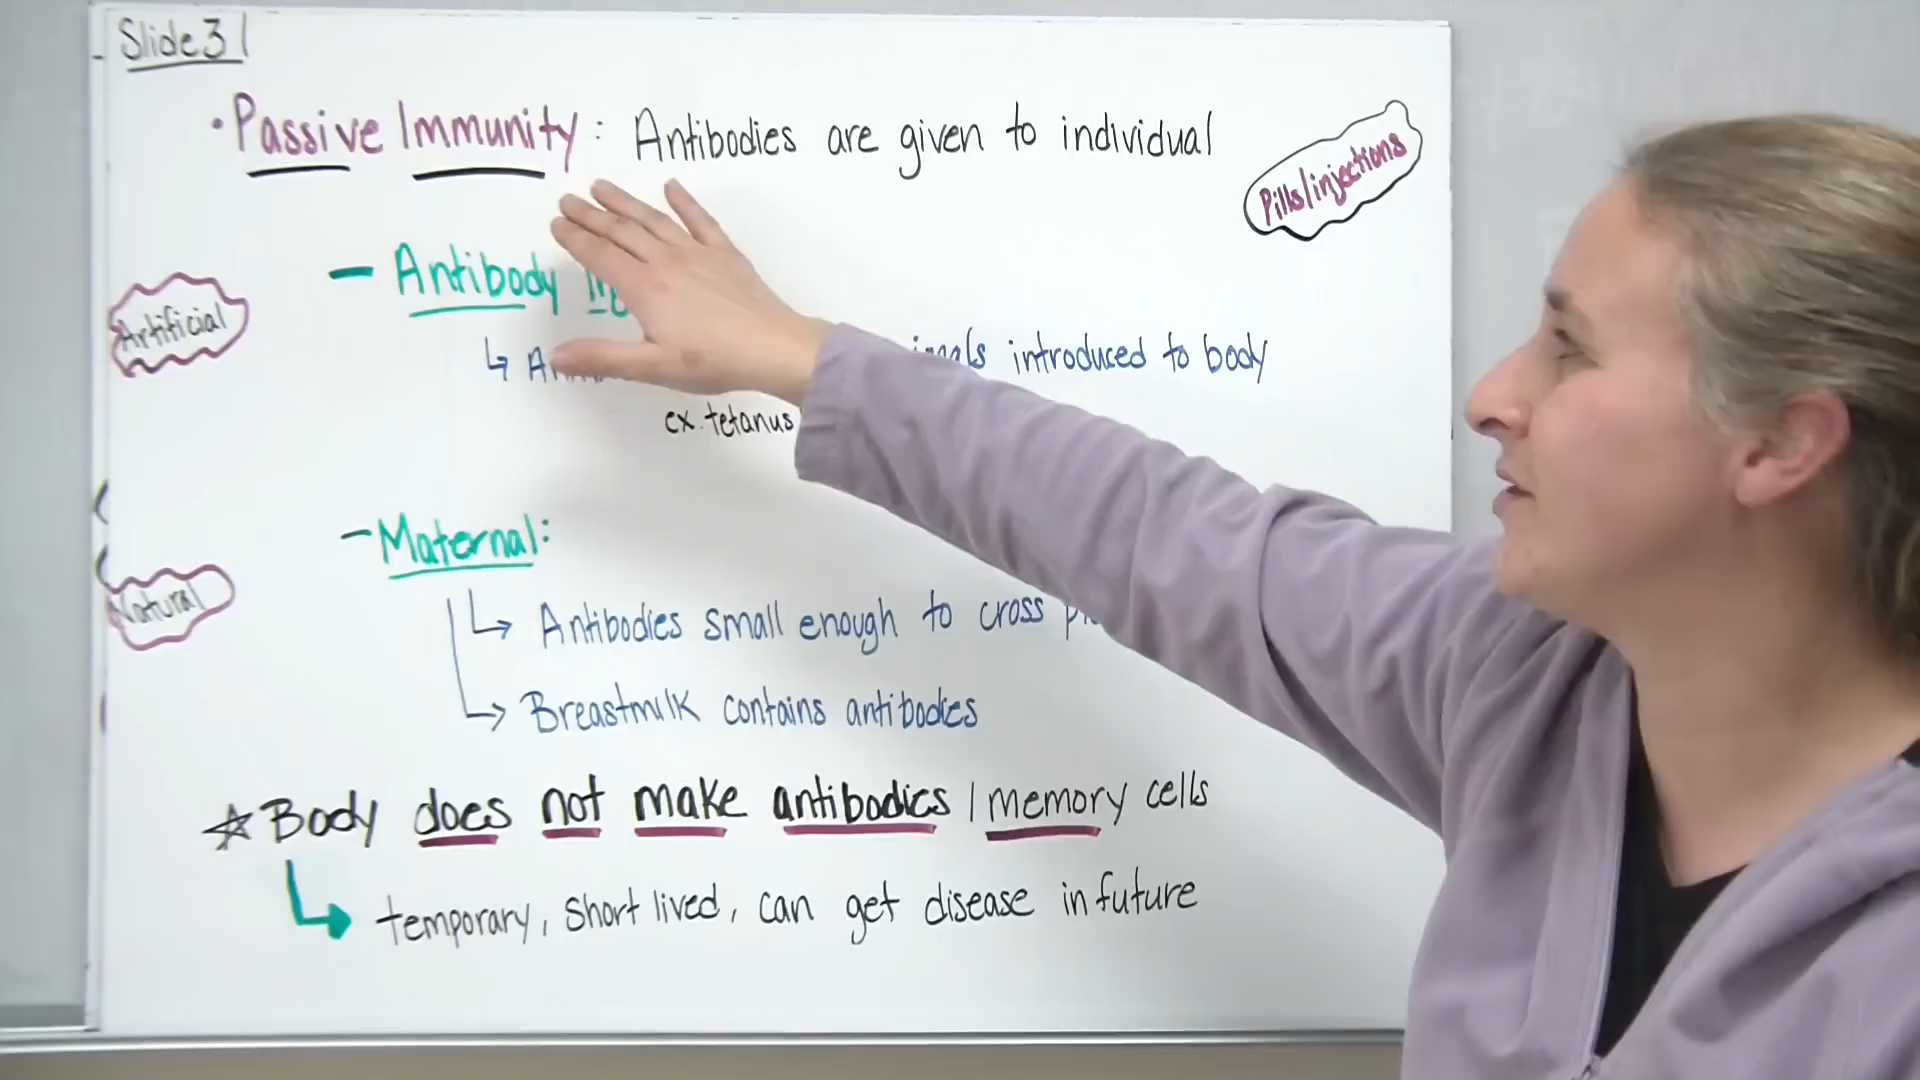 Slide 31
• Passive Immunity : Antibodies are given to individual
Pills/injections
- Antibody
Artificial
↳ introduced to body
ex. tetanus
- Maternal:
Natural
↳ Antibodies small enough to cross
↳ Breastmilk contains antibodies
☆ Body does not make antibodies / memory cells
↳ temporary, short lived, can get disease in future